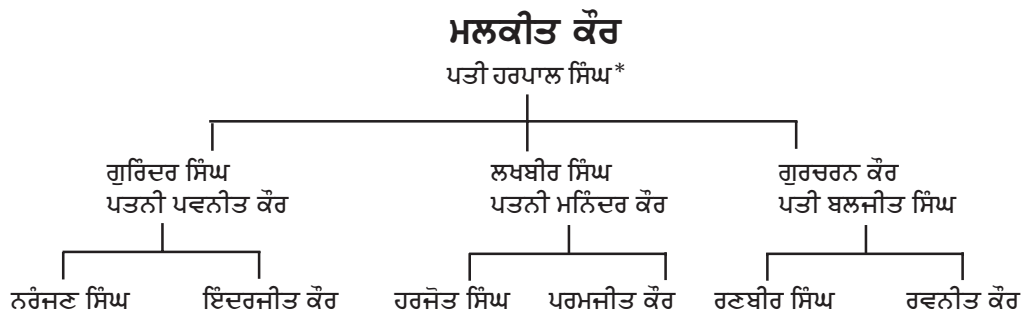 ਮਲਕੀਤ ਕੌਰ
ਪਤੀ ਹਰਪਾਲ ਸਿੰਘ*
ਗੁਰਿੰਦਰ ਸਿੰਘ
ਪਤਨੀ ਪਵਨੀਤ ਕੌਰ
ਲਖਬੀਰ ਸਿੰਘ
ਪਤਨੀ ਮਨਿੰਦਰ ਕੌਰ
ਗੁਰਚਰਨ ਕੌਰ
ਪਤੀ ਬਲਜੀਤ ਸਿੰਘ
ਨਰੰਜਣ ਸਿੰਘ ਇੰਦਰਜੀਤ ਕੌਰ ਹਰਜੋਤ ਸਿੰਘ ਪਰਮਜੀਤ ਕੌਰ ਰਣਬੀਰ ਸਿੰਘ ਰਵਨੀਤ ਕੌਰ